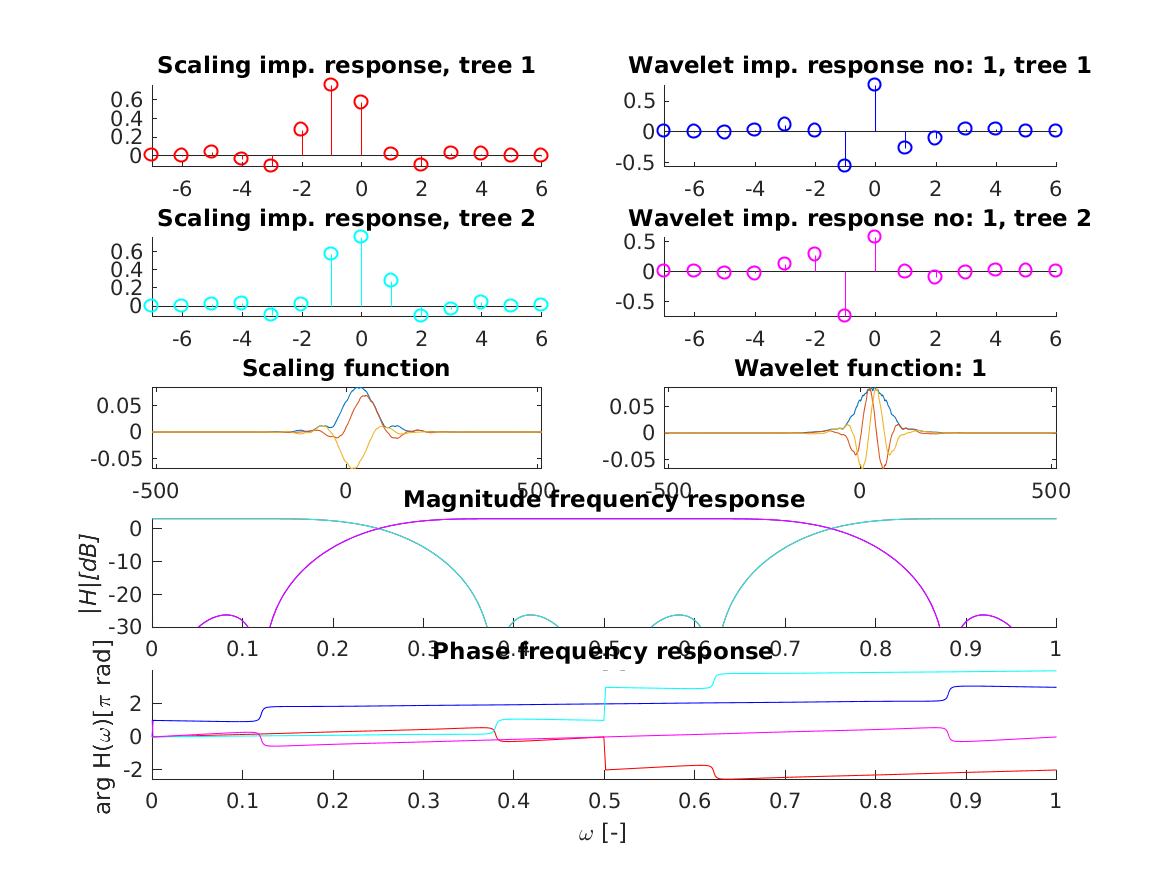 Scaling imp. response, tree 1
0.6
0.4
0.2
0
-6 -4 -2 0 2 4 6
Wavelet imp. response no: 1, tree 1
0.5
0
-0.5
-6 -4 -2 0 2 4 6
Scaling imp. response, tree 2
0.6
0.4
0.2
0
-6 -4 -2 0 2 4 6
Wavelet imp. response no: 1, tree 2
0.5
0
-0.5
-6 -4 -2 0 2 4 6
Scaling function
0.05
0
-0.05
-500 0 500
Wavelet function: 1
0.05
0
-0.05
-500 0 500
Magnitude frequency response
|H|[dB]
0
-10
-20
-30
0 0.1 0.2 0.3 0.4 0.5 0.6 0.7 0.8 0.9 1
Phase frequency response
arg H(ω)[π rad]
2
0
-2
0 0.1 0.2 0.3 0.4 0.5 0.6 0.7 0.8 0.9 1
ω [-]